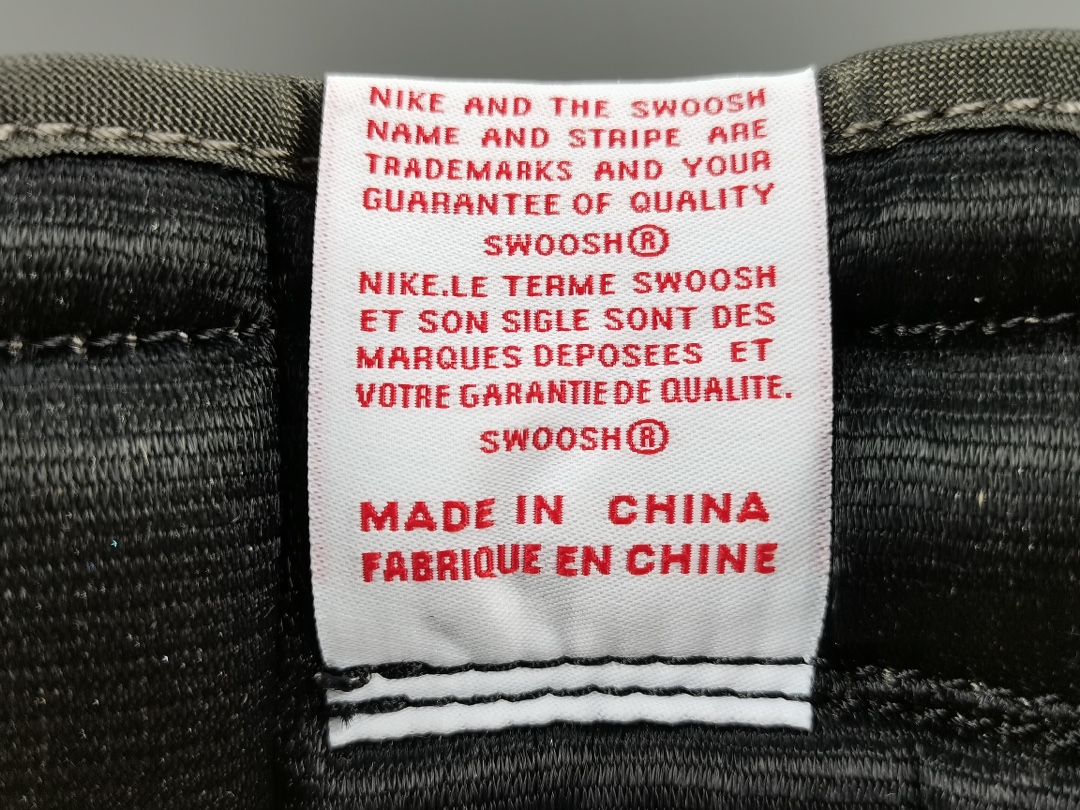 NIKE AND THE SWOOSH
NAME AND STRIPE ARE
TRADEMARKS AND YOUR
GUARANTEE OF QUALITY
SWOOSH®
NIKE.LE TERME SWOOSH
ET SON SIGLE SONT DES
MARQUES DEPOSEES ET
VOTRE GARANTIE DE QUALITE.
SWOOSH®
MADE IN CHINA
FABRIQUE EN CHINE